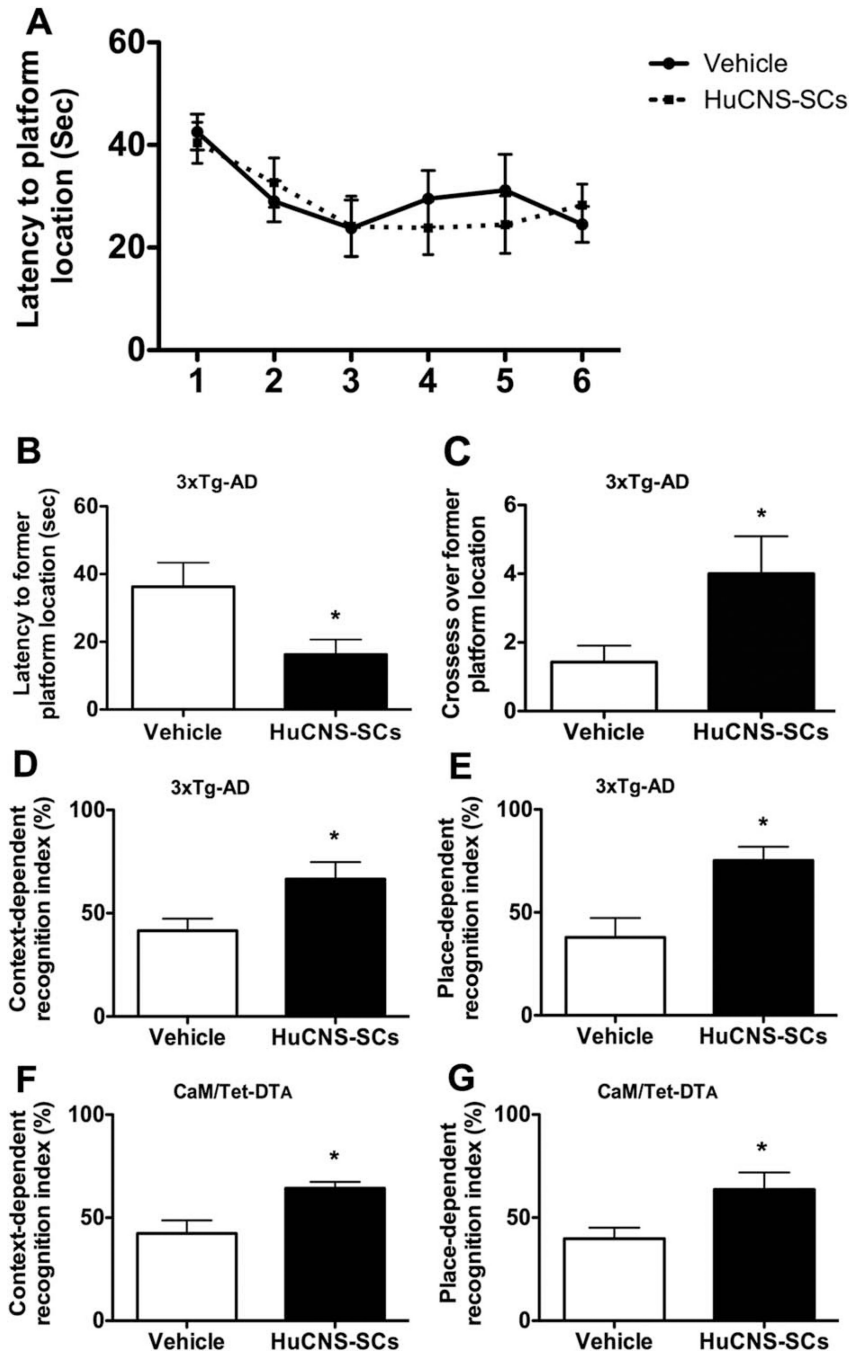 A
Latency to platform
location (Sec)
60
40
20
0
1 2 3 4 5 6
Vehicle
HuCNS-SCs
B
3xTg-AD
Latency to former
platform location (sec)
60
40
20
0
*
Vehicle HuCNS-SCs
C
3xTg-AD
Crossess over former
platform location
6
4
2
0
*
Vehicle HuCNS-SCs
D
3xTg-AD
Context-dependent
recognition index (%)
100
50
0
*
Vehicle HuCNS-SCs
E
3xTg-AD
Place-dependent
recognition index (%)
100
50
0
*
Vehicle HuCNS-SCs
F
CaM/Tet-DTA
Context-dependent
recognition index (%)
100
50
0
*
Vehicle HuCNS-SCs
G
CaM/Tet-DTA
Place-dependent
recognition index (%)
100
50
0
*
Vehicle HuCNS-SCs